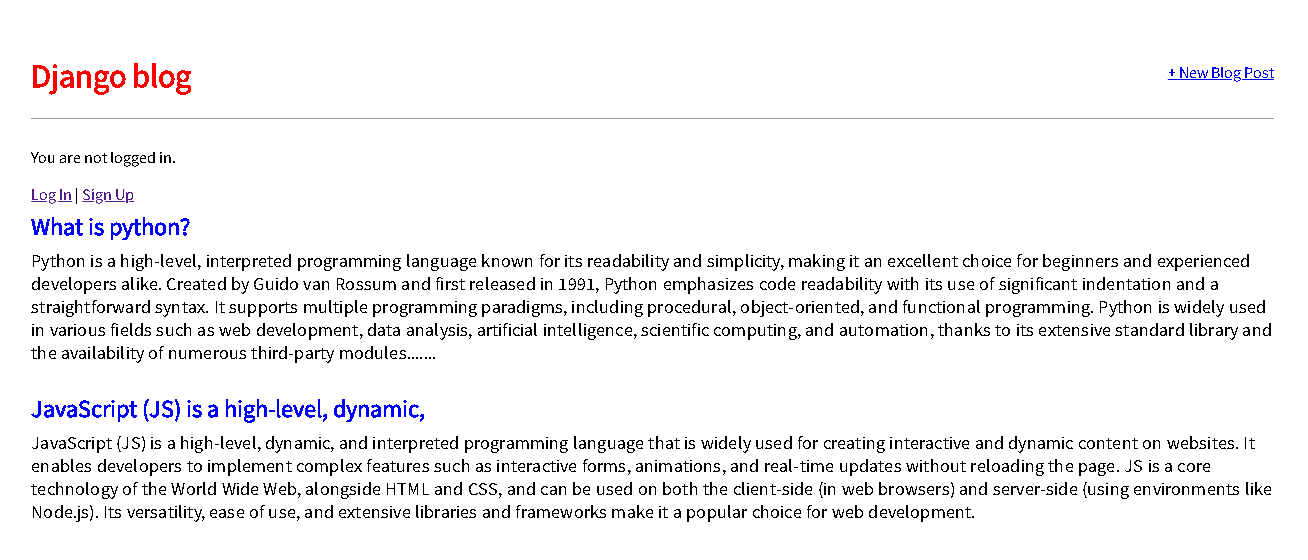 Django blog
+ New Blog Post
You are not logged in.
Log In | Sign Up
What is python?
Python is a high-level, interpreted programming language known for its readability and simplicity, making it an excellent choice for beginners and experienced
developers alike. Created by Guido van Rossum and first released in 1991, Python emphasizes code readability with its use of significant indentation and a
straightforward syntax. It supports multiple programming paradigms, including procedural, object-oriented, and functional programming. Python is widely used
in various fields such as web development, data analysis, artificial intelligence, scientific computing, and automation, thanks to its extensive standard library and
the availability of numerous third-party modules.......
JavaScript (JS) is a high-level, dynamic,
JavaScript (JS) is a high-level, dynamic, and interpreted programming language that is widely used for creating interactive and dynamic content on websites. It
enables developers to implement complex features such as interactive forms, animations, and real-time updates without reloading the page. JS is a core
technology of the World Wide Web, alongside HTML and CSS, and can be used on both the client-side (in web browsers) and server-side (using environments like
Node.js). Its versatility, ease of use, and extensive libraries and frameworks make it a popular choice for web development.